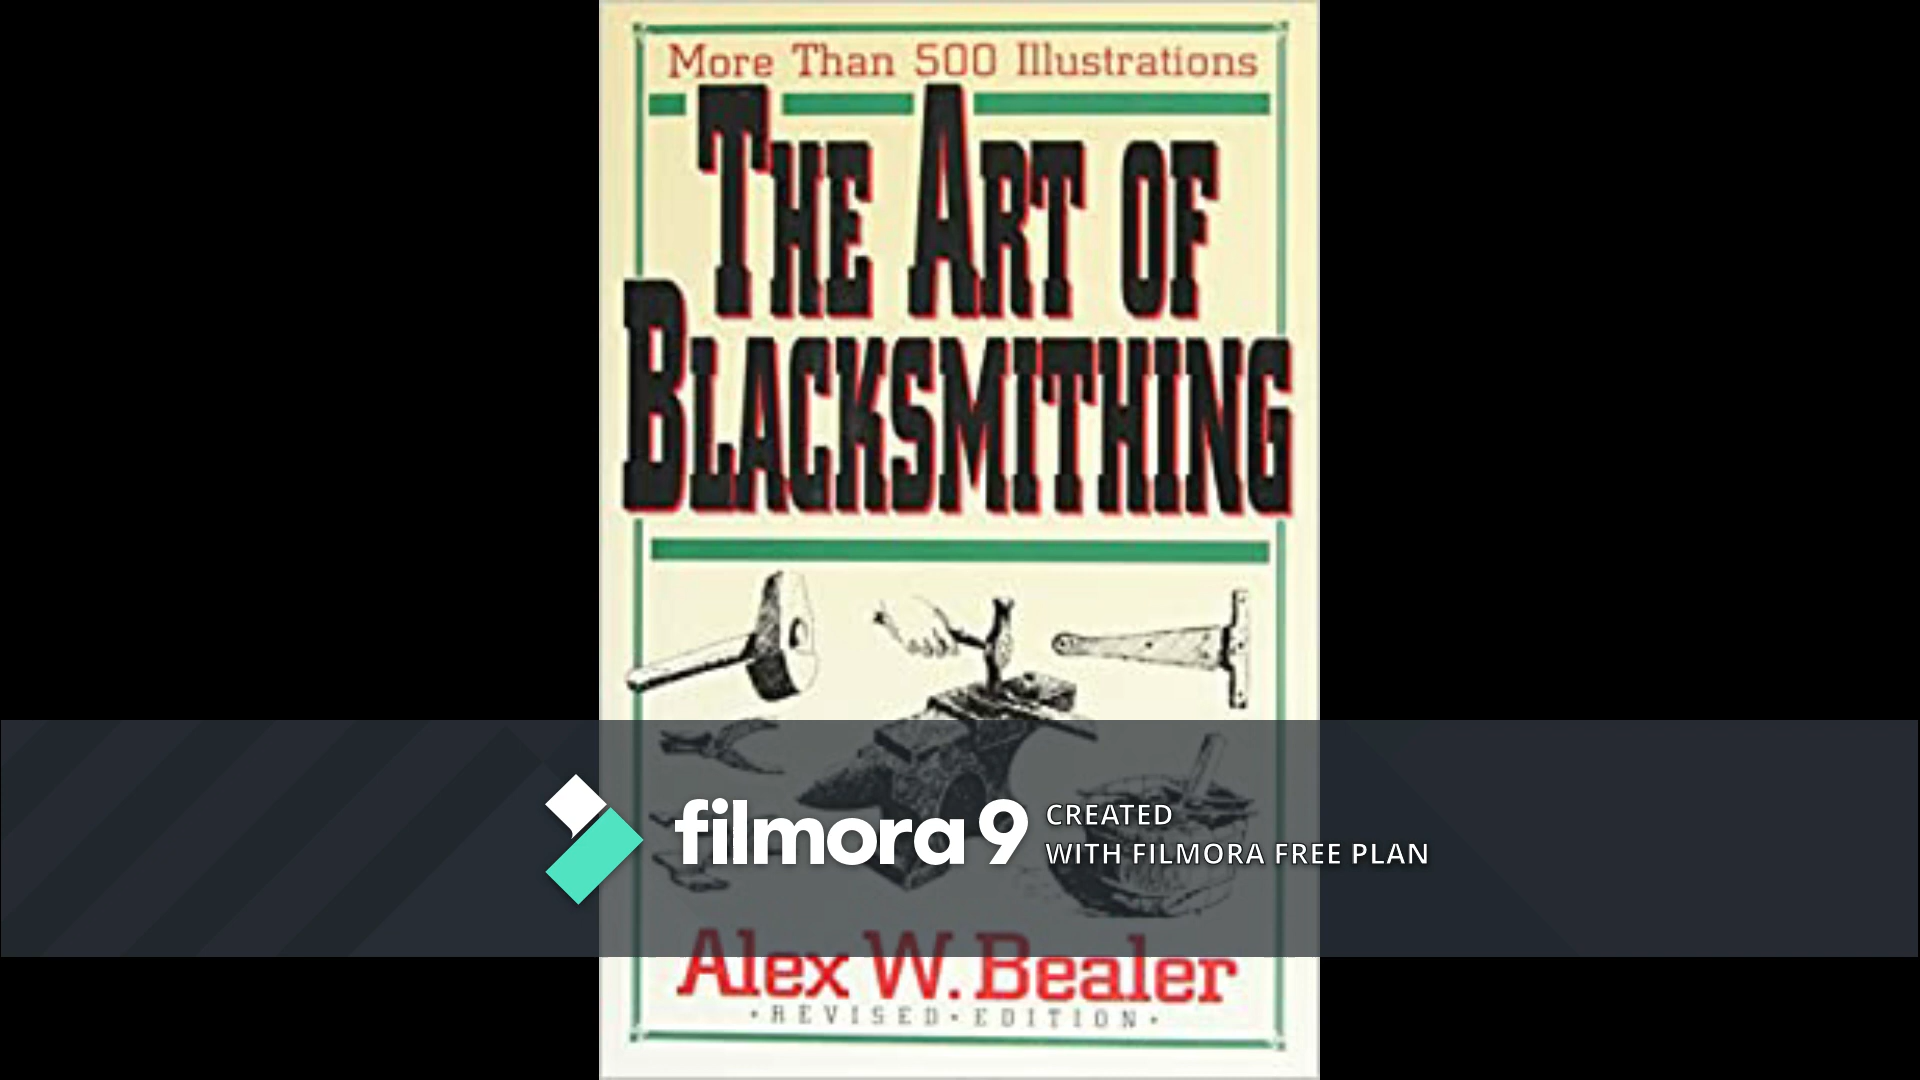 More Than 500 Illustrations
THE ART OF
BLACKSMITHING
filmora 9
CREATED
WITH FILMORA FREE PLAN
Alex W. Bealer
• REVISED • EDITION •